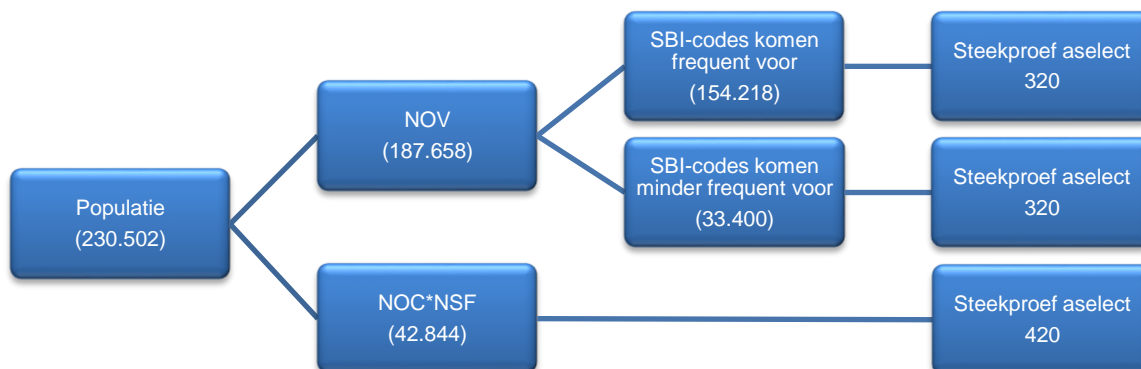 Populatie
(230.502)
NOV
(187.658)
NOC*NSF
(42.844)
SBI-codes komen
frequent voor
(154.218)
SBI-codes komen
minder frequent voor
(33.400)
Steekproef aselect
320
Steekproef aselect
320
Steekproef aselect
420